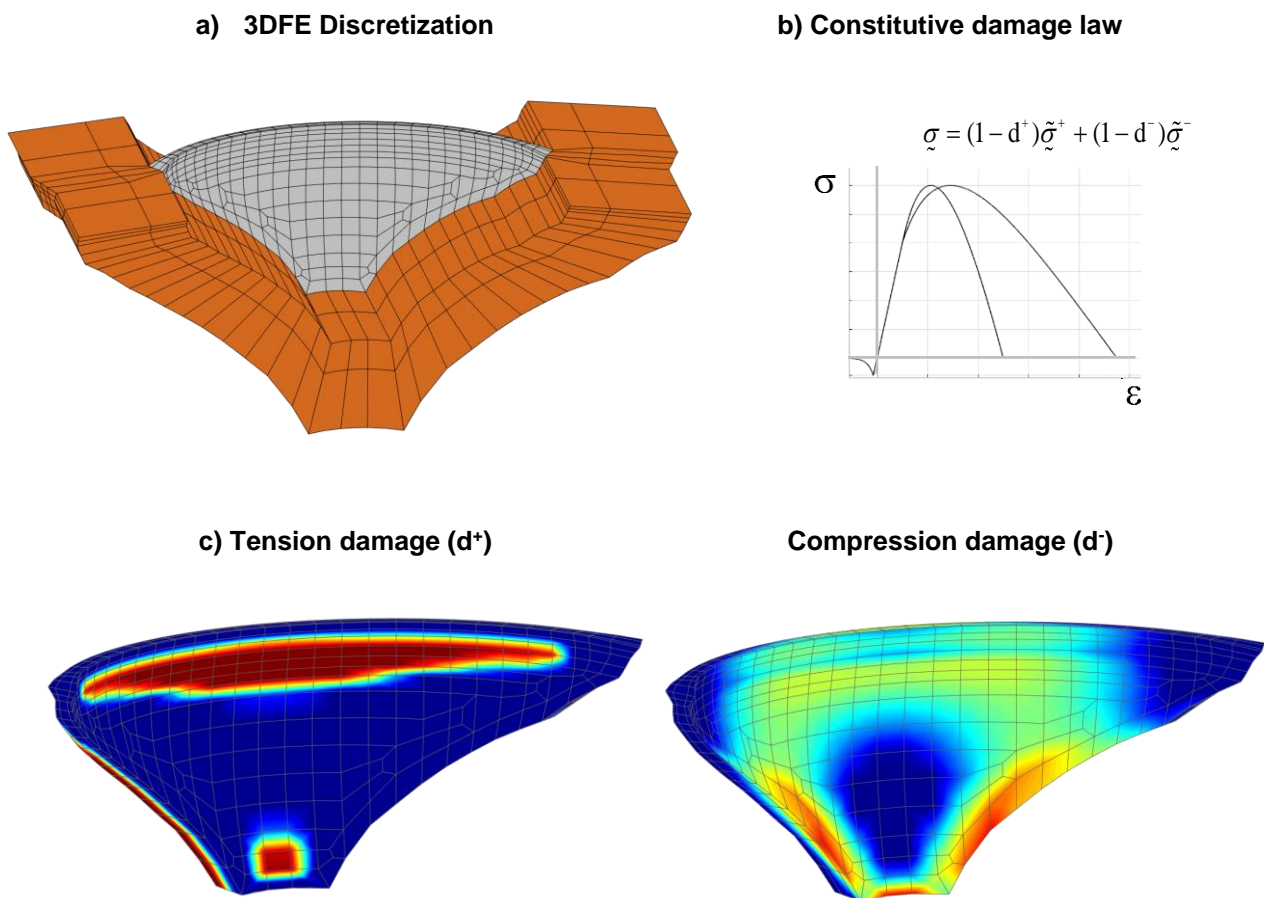 a) 3DFE Discretization
b) Constitutive damage law
σ̰ = (1 − d⁺)σ̰̃⁺ + (1 − d⁻)σ̰̃⁻
σ
ε
c) Tension damage (d⁺)
Compression damage (d⁻)